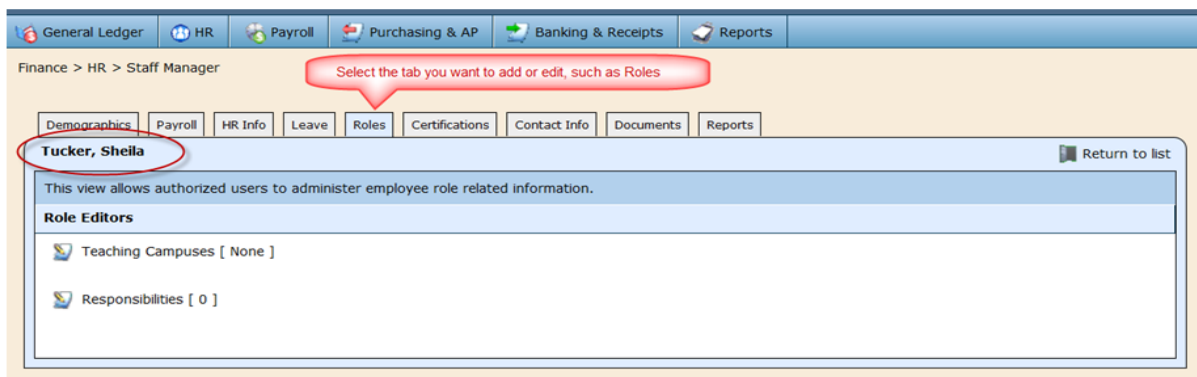 General Ledger HR Payroll Purchasing & AP Banking & Receipts Reports
Finance > HR > Staff Manager
Select the tab you want to add or edit, such as Roles
Demographics Payroll HR Info Leave Roles Certifications Contact Info Documents Reports
Tucker, Sheila Return to list
This view allows authorized users to administer employee role related information.
Role Editors
Teaching Campuses [ None ]
Responsibilities [ 0 ]